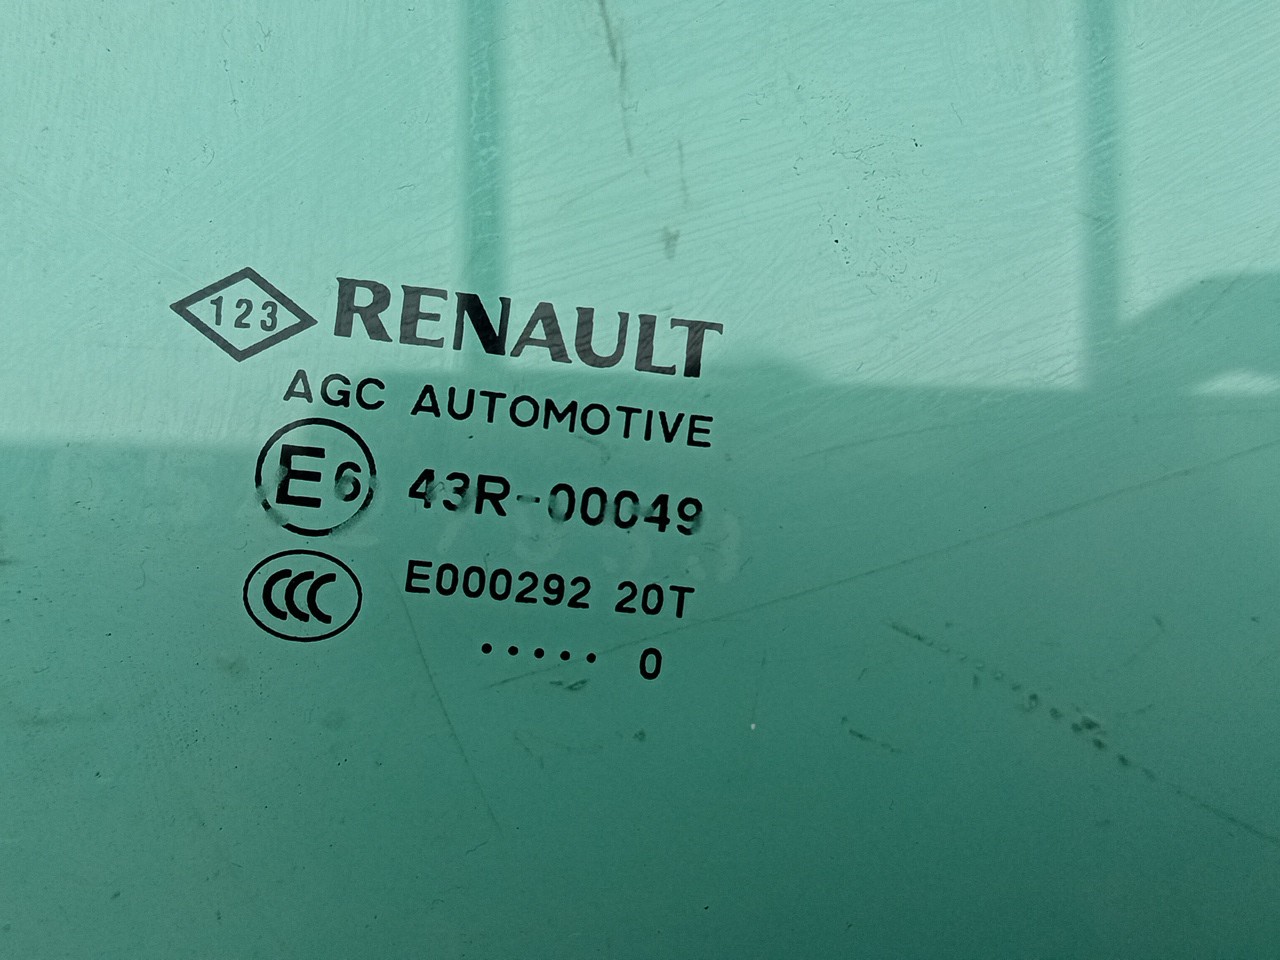 123 RENAULT
AGC AUTOMOTIVE
E6 43R-00049
CCC E000292 20T
..... 0